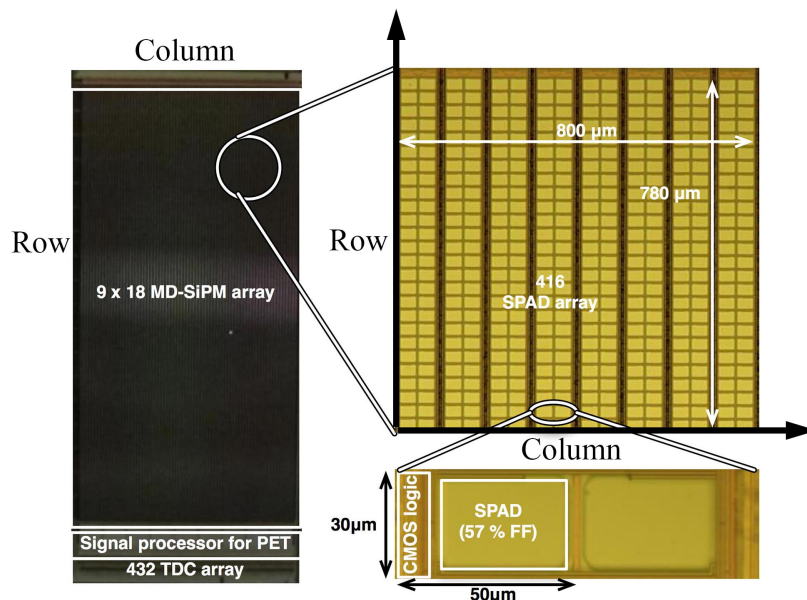 Column
Row
9 x 18 MD-SiPM array
Signal processor for PET
432 TDC array
800 µm
780 µm
Row
416
SPAD array
Column
30µm
CMOS logic
SPAD
(57 % FF)
50µm